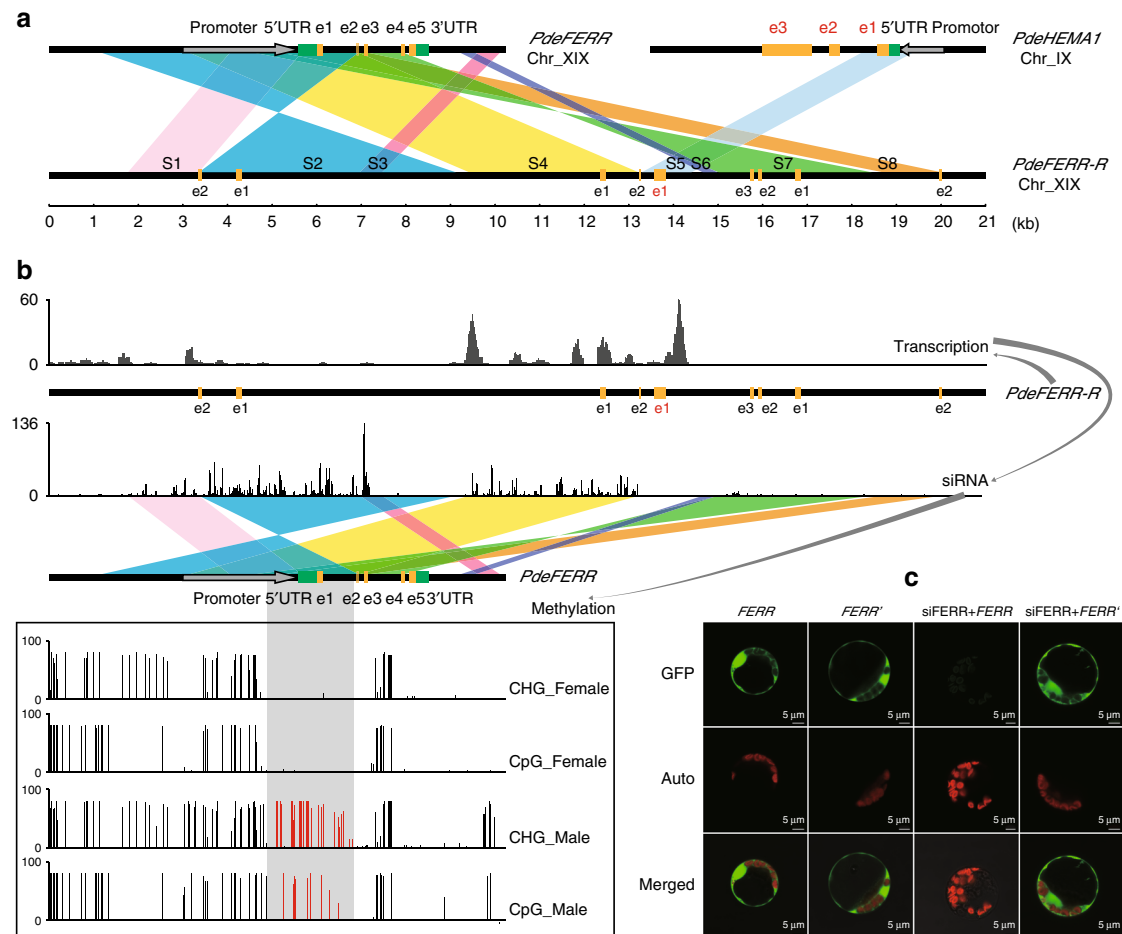 a
Promoter 5′UTR e1 e2 e3 e4 e5 3′UTR
PdeFERR
Chr_XIX
e3 e2 e1 5′UTR Promotor
PdeHEMA1
Chr_IX
S1 S2 S3 S4 S5 S6 S7 S8
PdeFERR-R
Chr_XIX
e2 e1 e1 e2 e1 e3 e2 e1 e2
0 1 2 3 4 5 6 7 8 9 10 11 12 13 14 15 16 17 18 19 20 21 (kb)
b
60
0
Transcription
PdeFERR-R
e2 e1 e1 e2 e1 e3 e2 e1 e2
136
0
siRNA
PdeFERR
Promoter 5′UTR e1 e2 e3 e4 e5 3′UTR
Methylation
100
0
CHG_Female
100
0
CpG_Female
100
0
CHG_Male
100
0
CpG_Male
c
FERR FERR′ siFERR+FERR siFERR+FERR‘
GFP
5 µm 5 µm 5 µm 5 µm
Auto
5 µm 5 µm 5 µm 5 µm
Merged
5 µm 5 µm 5 µm 5 µm